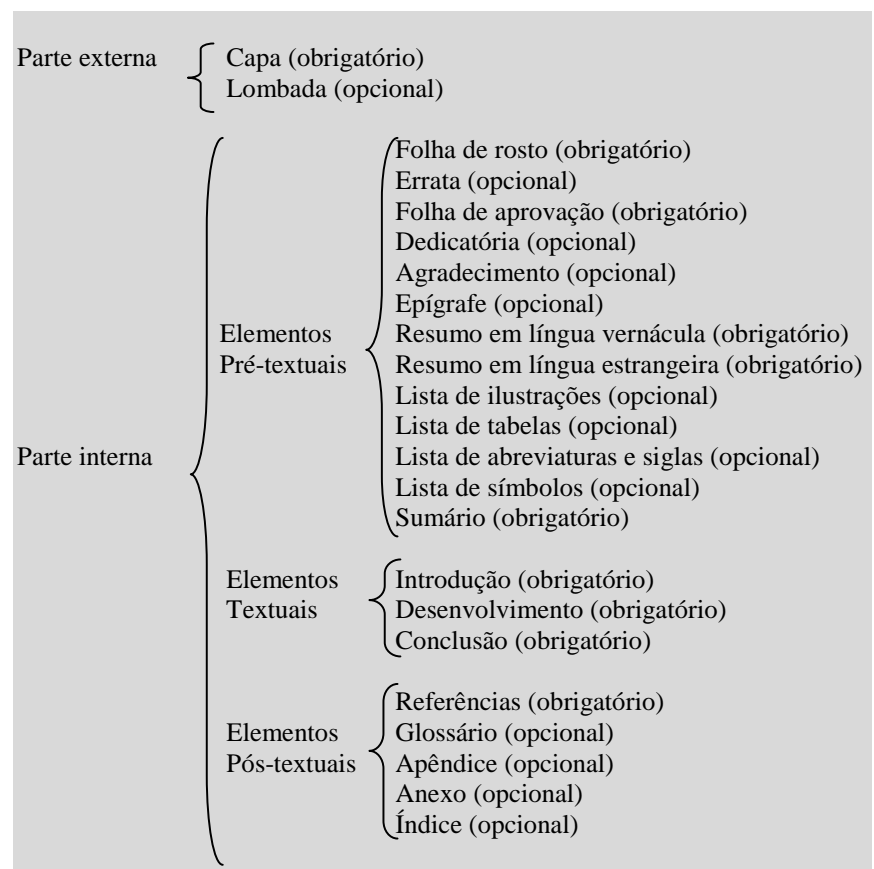 Parte externa
Capa (obrigatório)
Lombada (opcional)
Parte interna
Elementos
Pré-textuais
Folha de rosto (obrigatório)
Errata (opcional)
Folha de aprovação (obrigatório)
Dedicatória (opcional)
Agradecimento (opcional)
Epígrafe (opcional)
Resumo em língua vernácula (obrigatório)
Resumo em língua estrangeira (obrigatório)
Lista de ilustrações (opcional)
Lista de tabelas (opcional)
Lista de abreviaturas e siglas (opcional)
Lista de símbolos (opcional)
Sumário (obrigatório)
Elementos
Textuais
Introdução (obrigatório)
Desenvolvimento (obrigatório)
Conclusão (obrigatório)
Elementos
Pós-textuais
Referências (obrigatório)
Glossário (opcional)
Apêndice (opcional)
Anexo (opcional)
Índice (opcional)